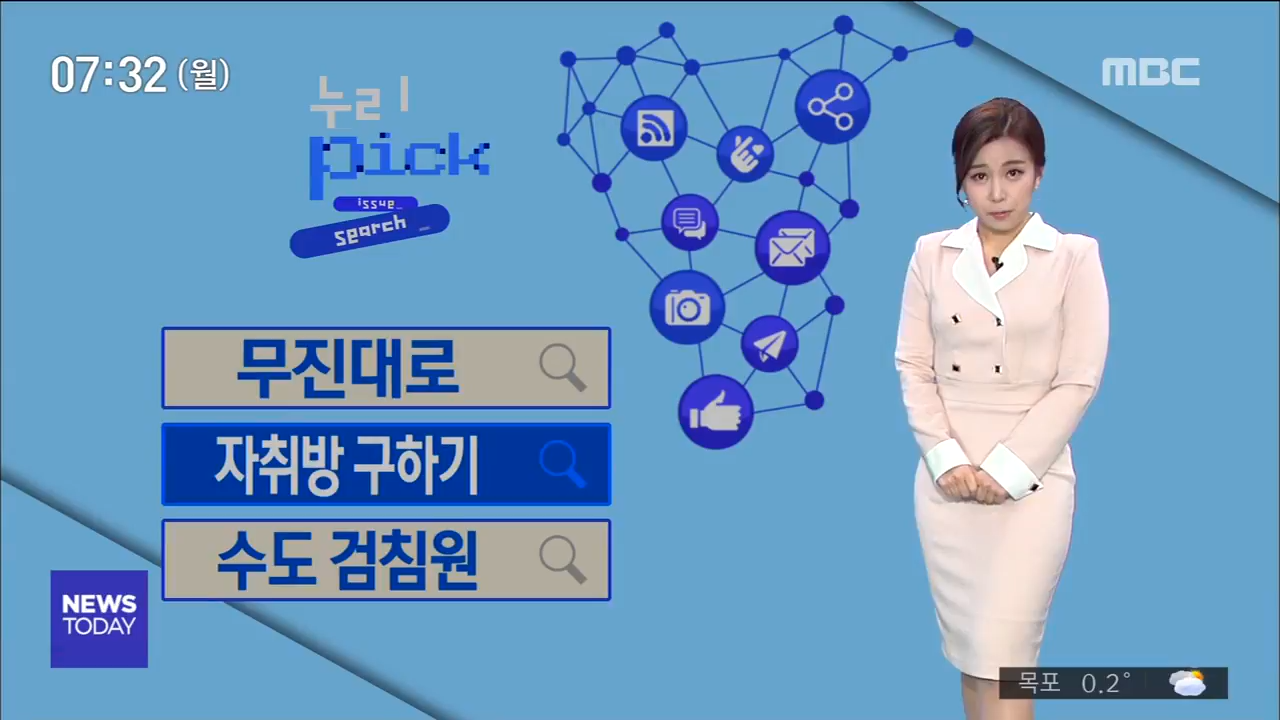 07:32 (월)
MBC
누리
pick
issue_
search _
무진대로
자취방 구하기
수도 검침원
NEWS
TODAY
목포 0.2°